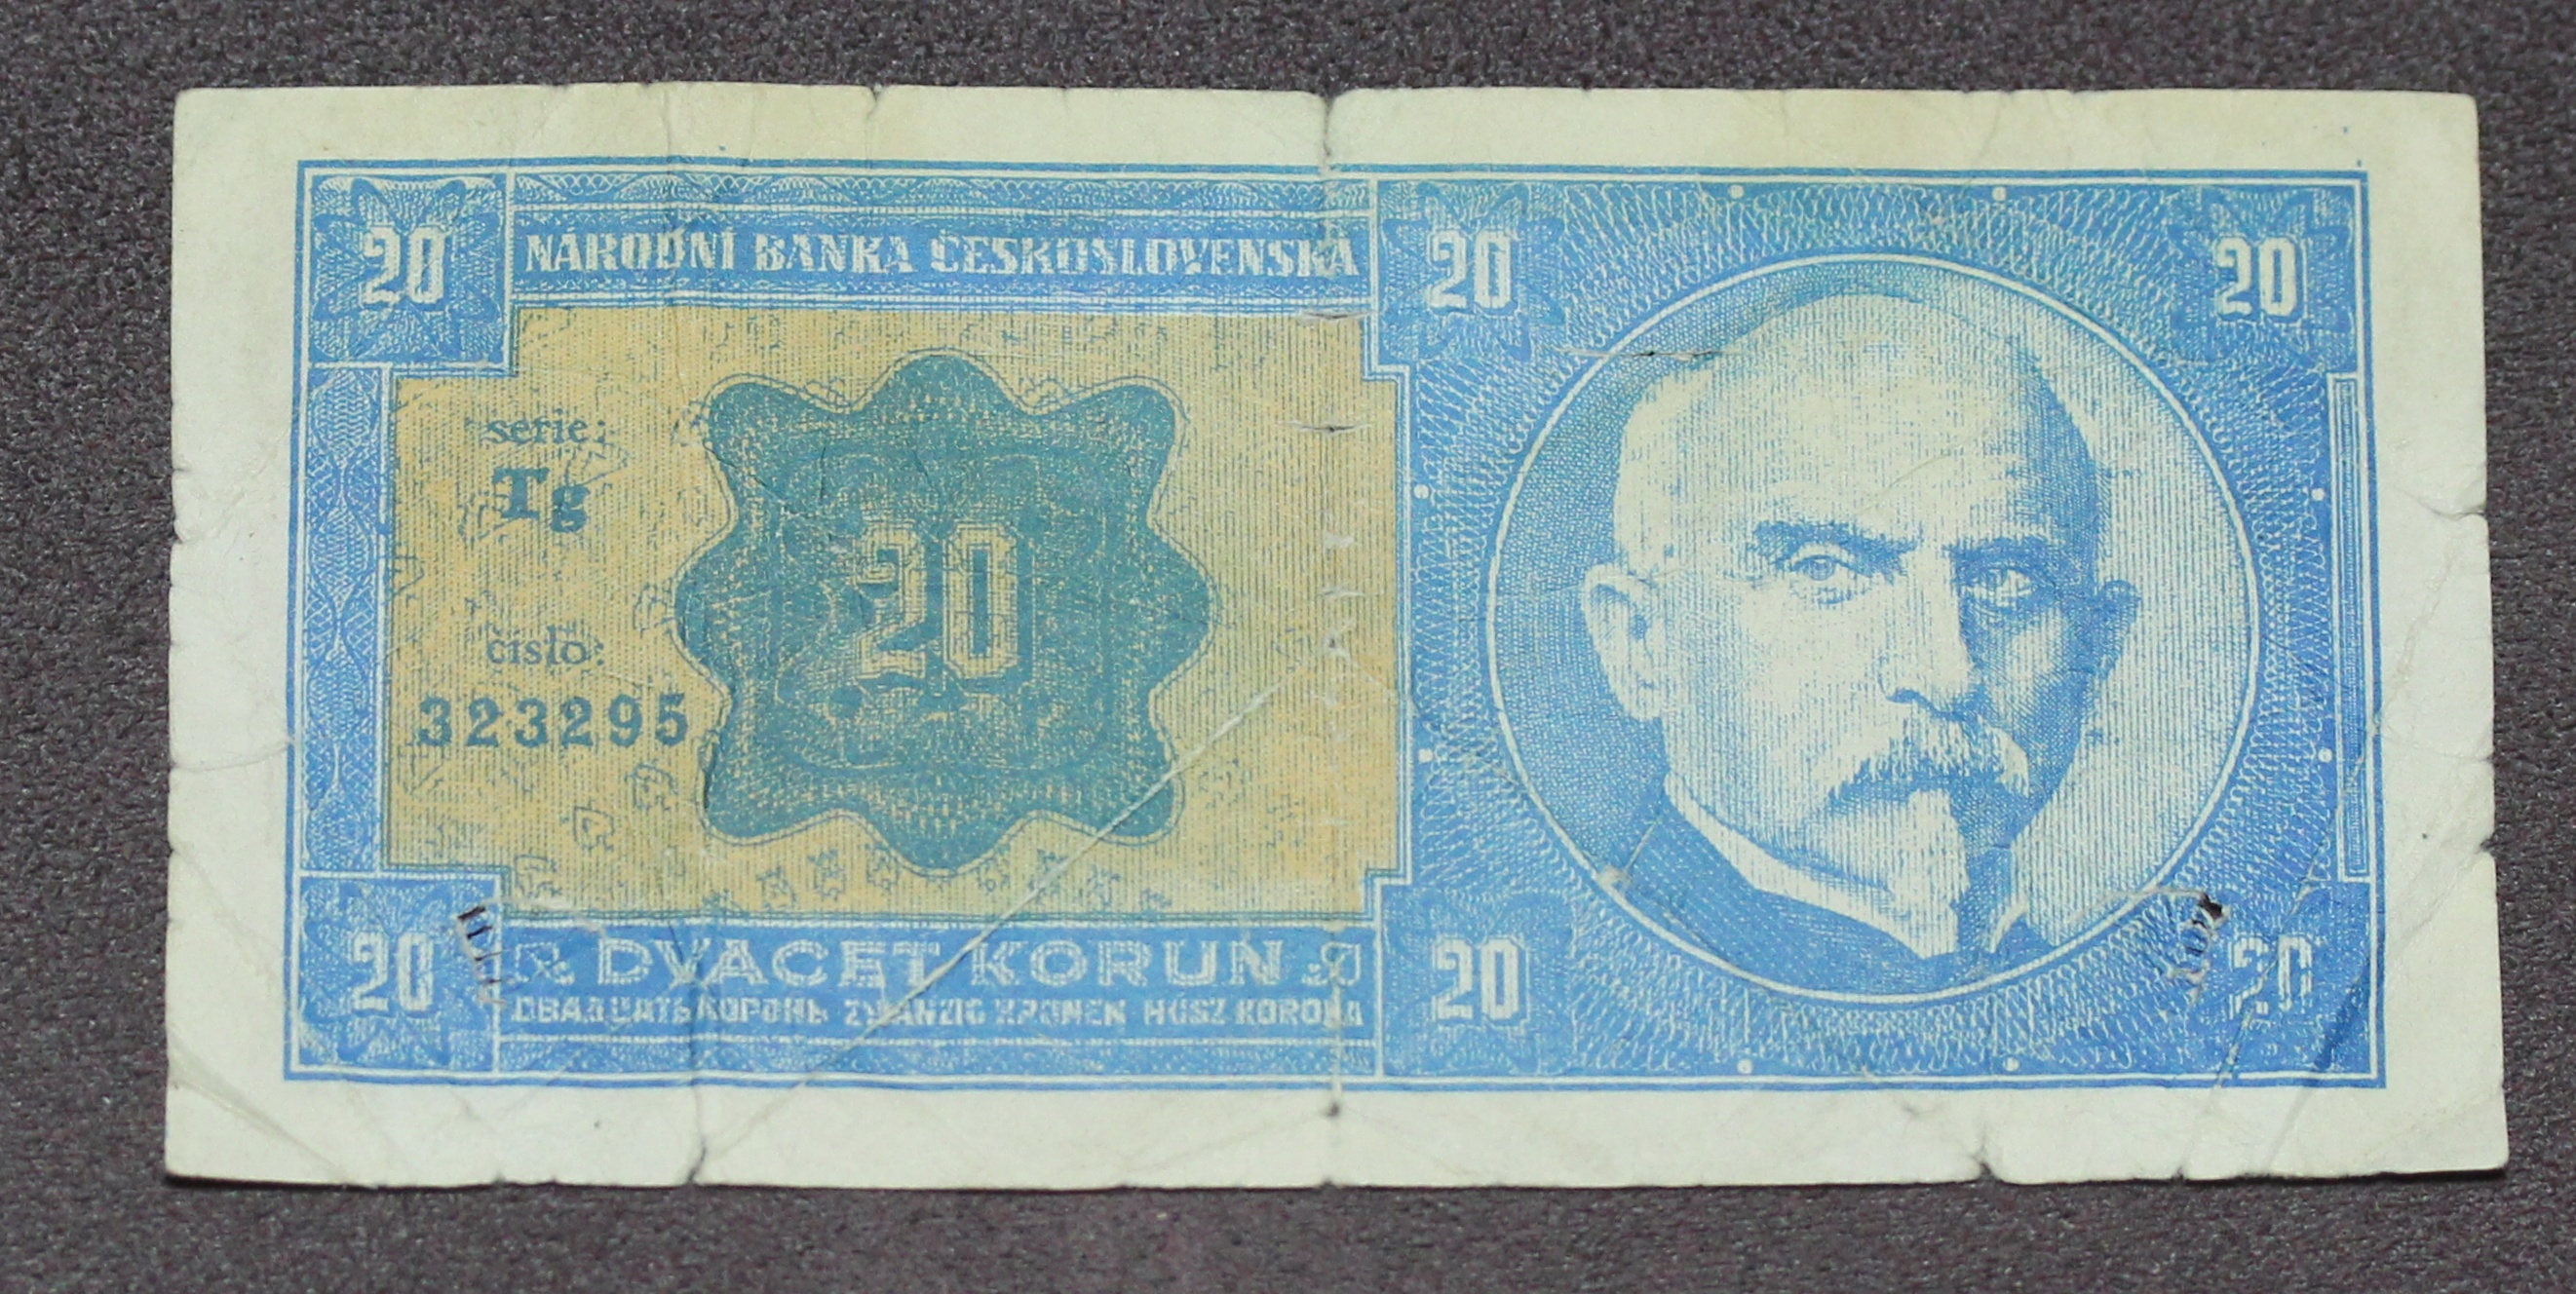 20 NÁRODNÍ BANKA ČESKOSLOVENSKÁ 20 20
serie:
Tg
20
číslo:
323295
20 DVACET KORUN 20 20
ДВАДЦАТЬ КОРОНЪ ZWANZIG KRONEN HÚSZ KORONA